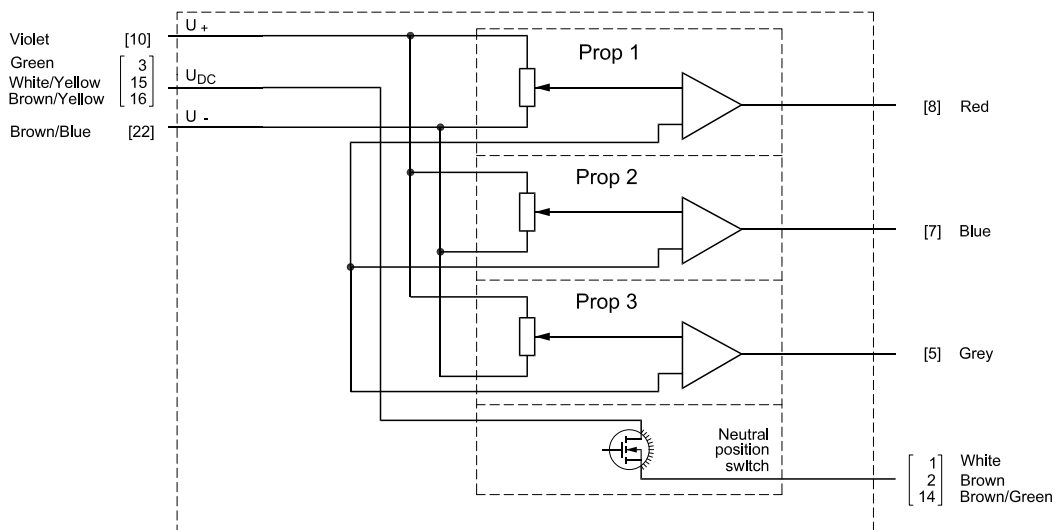 Violet [10] U +
Green 3
White/Yellow 15 UDC
Brown/Yellow 16
Brown/Blue [22] U -
Prop 1
[8] Red
Prop 2
[7] Blue
Prop 3
[5] Grey
Neutral
position
switch
1 White
2 Brown
14 Brown/Green